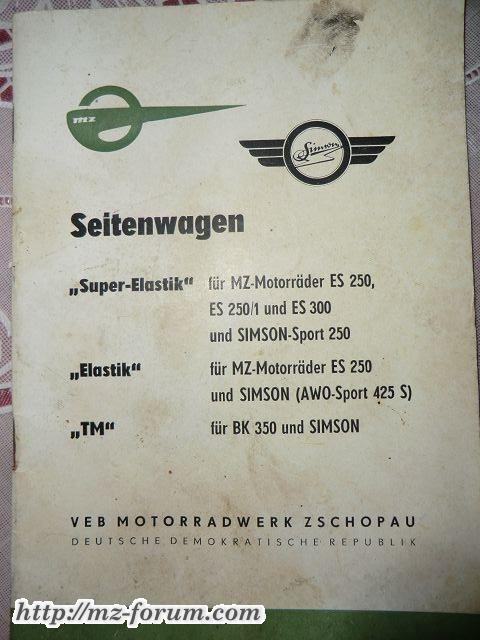 mz
Simson
Seitenwagen
„Super-Elastik“ für MZ-Motorräder ES 250,
ES 250/1 und ES 300
und SIMSON-Sport 250
„Elastik“ für MZ-Motorräder ES 250
und SIMSON (AWO-Sport 425 S)
„TM“ für BK 350 und SIMSON
VEB MOTORRADWERK ZSCHOPAU
DEUTSCHE DEMOKRATISCHE REPUBLIK
http://mz-forum.com